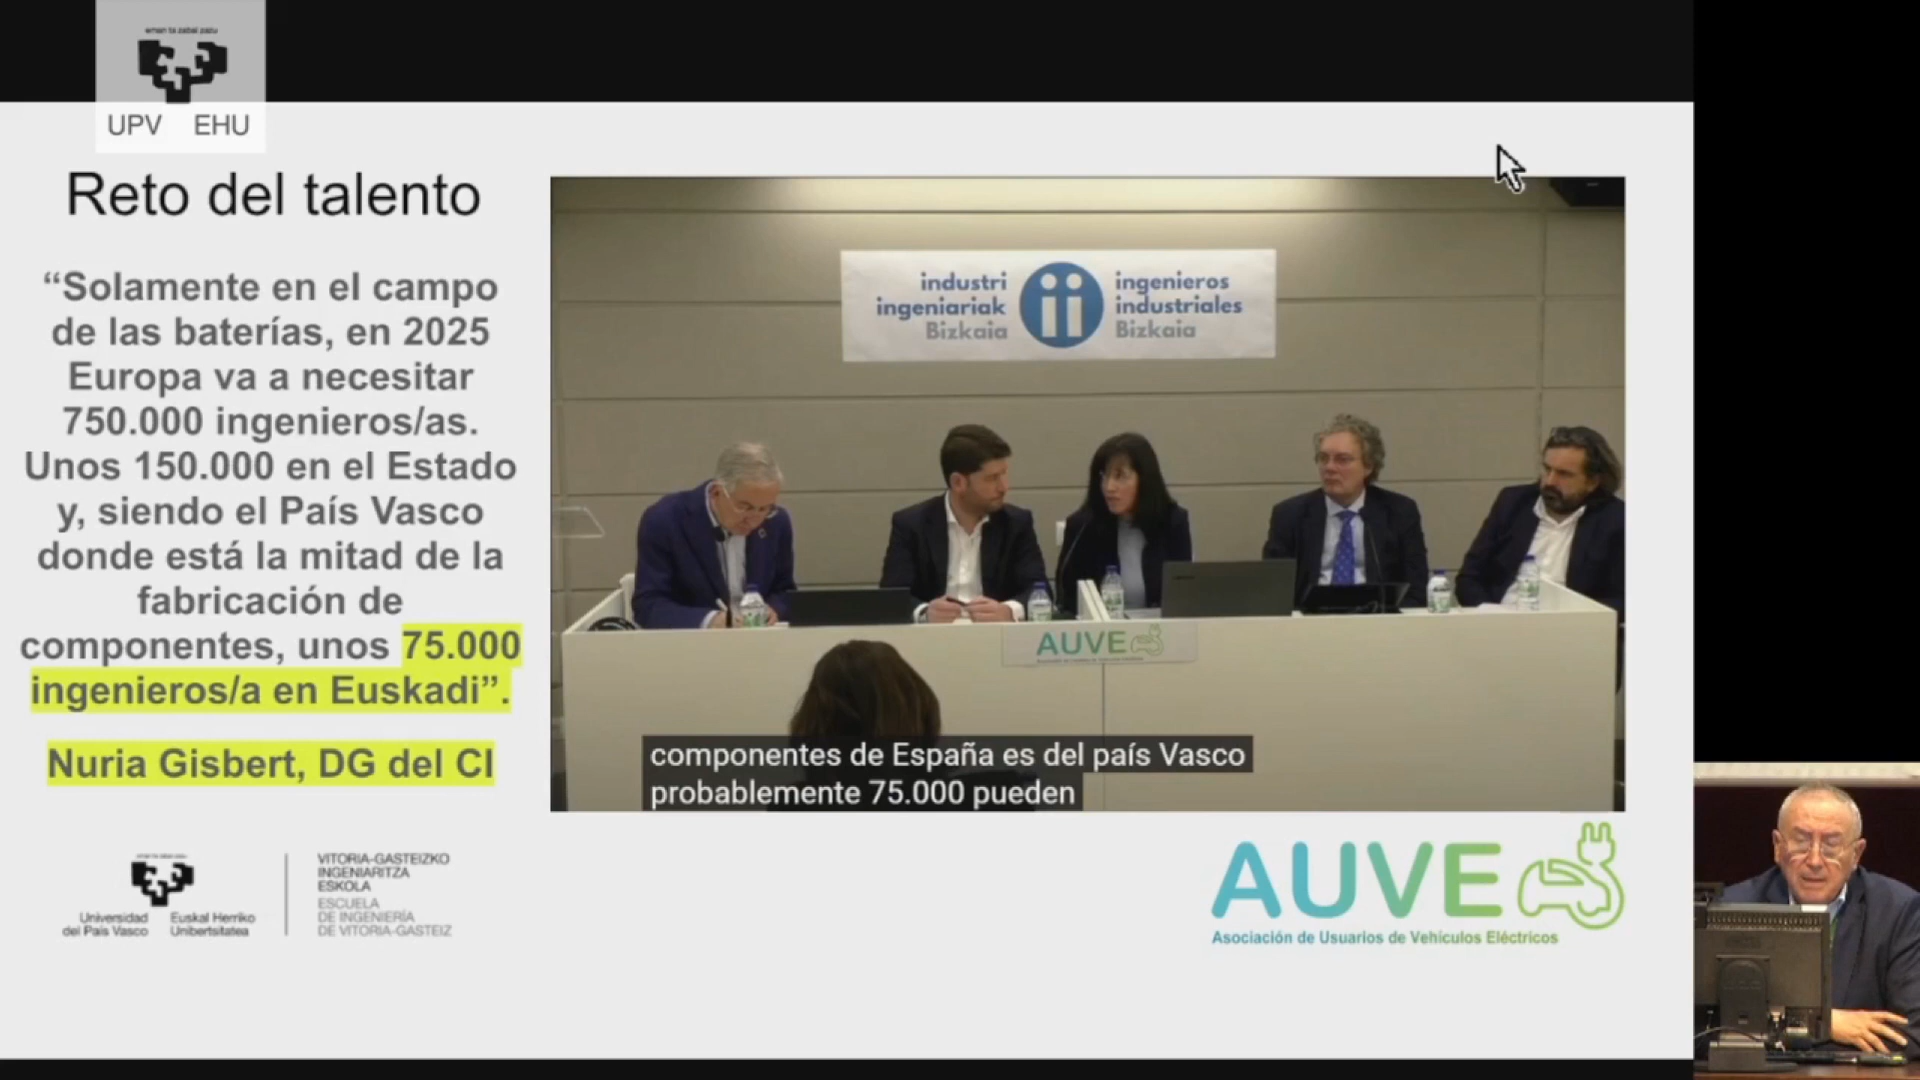 eman ta zabal zazu
UPV EHU
Reto del talento
“Solamente en el campo
de las baterías, en 2025
Europa va a necesitar
750.000 ingenieros/as.
Unos 150.000 en el Estado
y, siendo el País Vasco
donde está la mitad de la
fabricación de
componentes, unos 75.000
ingenieros/a en Euskadi”.
Nuria Gisbert, DG del CI
industri
ingeniariak
Bizkaia
ingenieros
industriales
Bizkaia
AUVE
componentes de España es del país Vasco
probablemente 75.000 pueden
Universidad
del País Vasco
Euskal Herriko
Unibertsitatea
VITORIA-GASTEIZKO
INGENIARITZA
ESKOLA
ESCUELA
DE INGENIERÍA
DE VITORIA-GASTEIZ
AUVE
Asociación de Usuarios de Vehículos Eléctricos